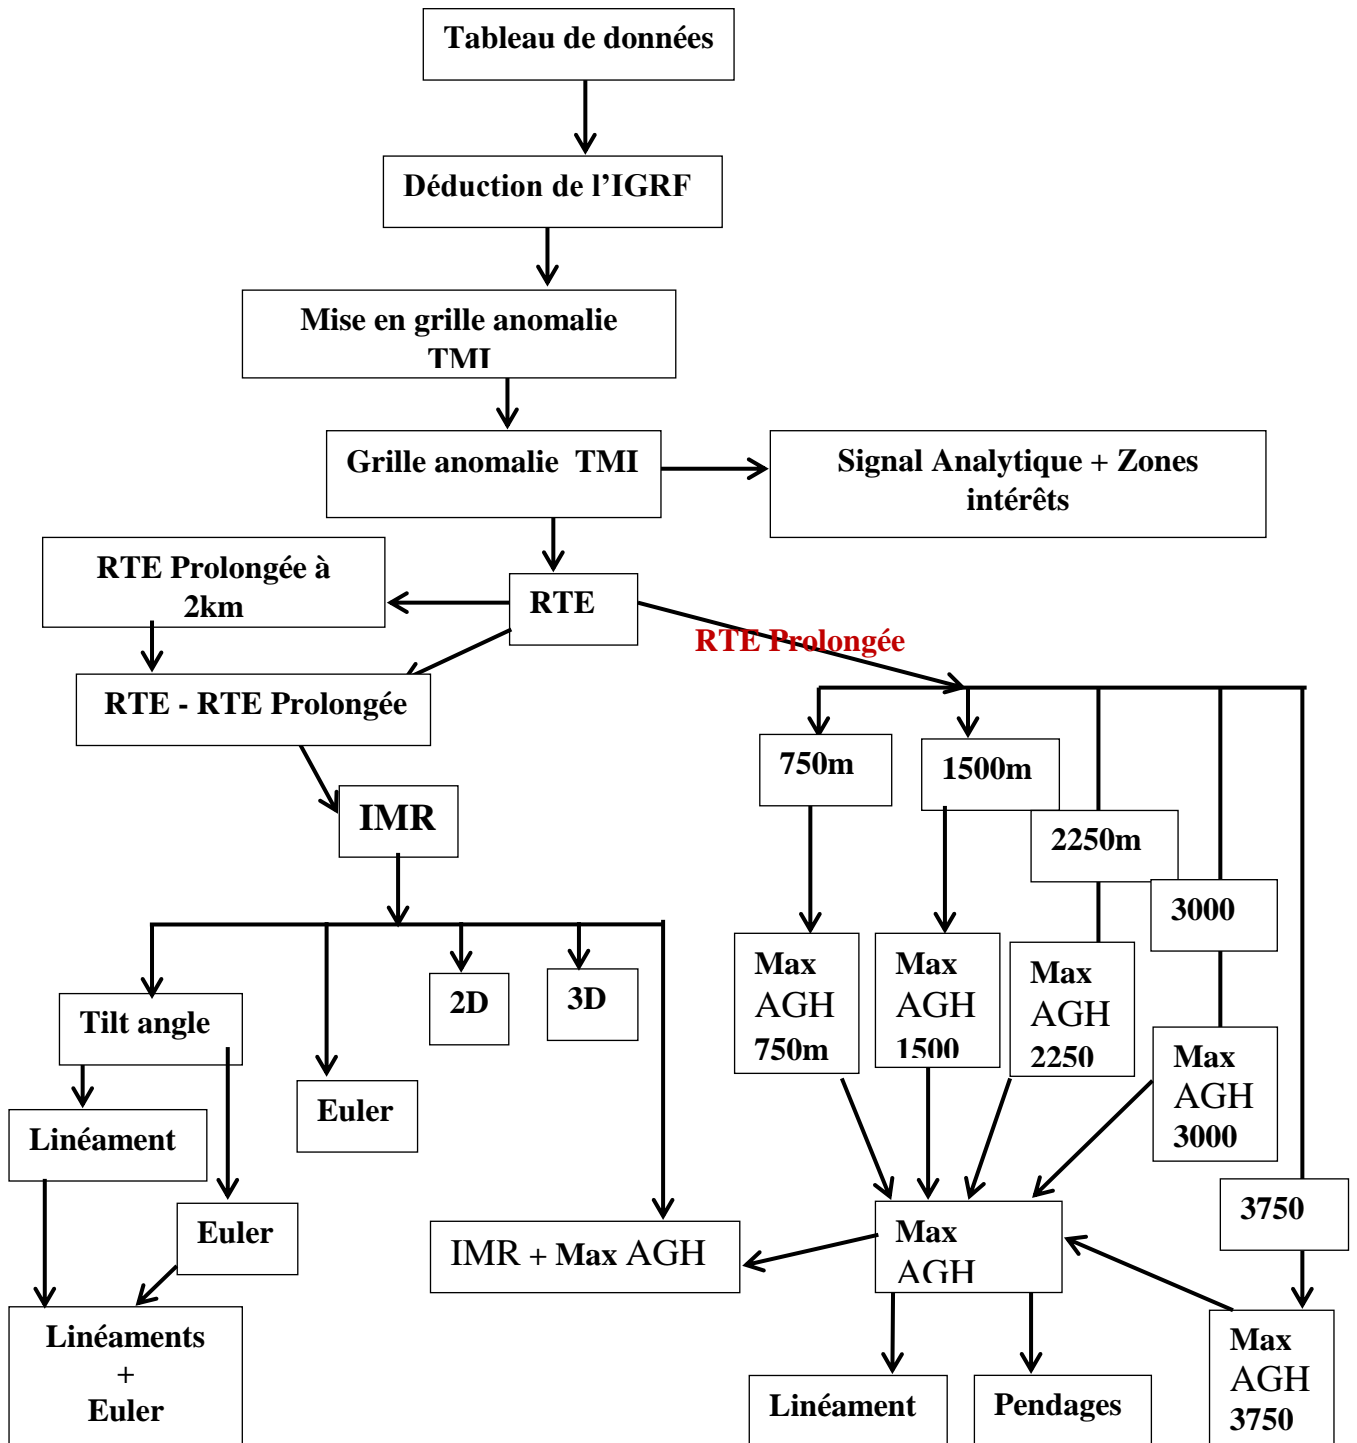 Tableau de données
Déduction de l’IGRF
Mise en grille anomalie
TMI
Grille anomalie TMI
Signal Analytique + Zones
intérêts
RTE Prolongée à
2km
RTE
RTE Prolongée
RTE - RTE Prolongée
750m
1500m
2250m
3000
IMR
Tilt angle
2D
3D
Euler
Linéament
Euler
Linéaments
+
Euler
Max
AGH
750m
Max
AGH
1500
Max
AGH
2250
Max
AGH
3000
3750
IMR + Max AGH
Max
AGH
Max
AGH
3750
Linéament
Pendages